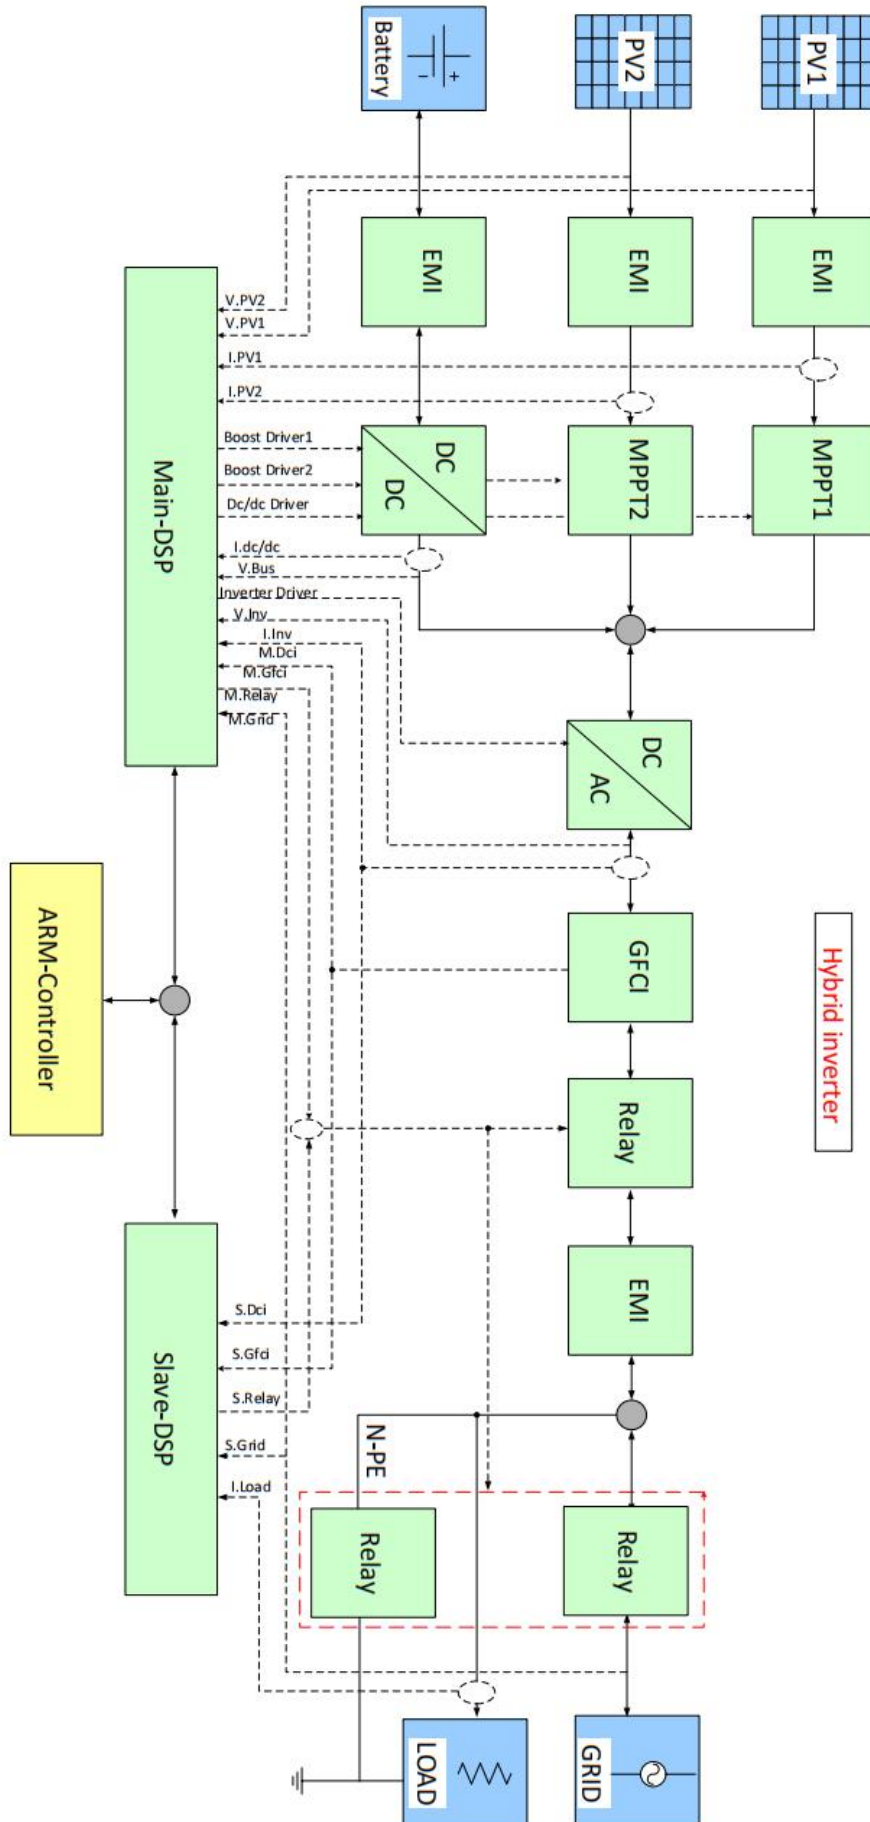 Hybrid inverter
PV1
EMI
MPPT1
PV2
EMI
MPPT2
DC
AC
GFCI
Relay
EMI
Relay
GRID
Battery
+
-
EMI
DC
DC
N-PE
Relay
LOAD
V.PV2
V.PV1
I.PV1
I.PV2
Boost Driver1
Boost Driver2
Dc/dc Driver
I.dc/dc
V.Bus
Inverter Driver
V.Inv
I.Inv
M.Dci
M.Gfci
M.Relay
M.Grid
S.Dci
S.Gfci
S.Relay
S.Grid
I.Load
Main-DSP
Slave-DSP
ARM-Controller